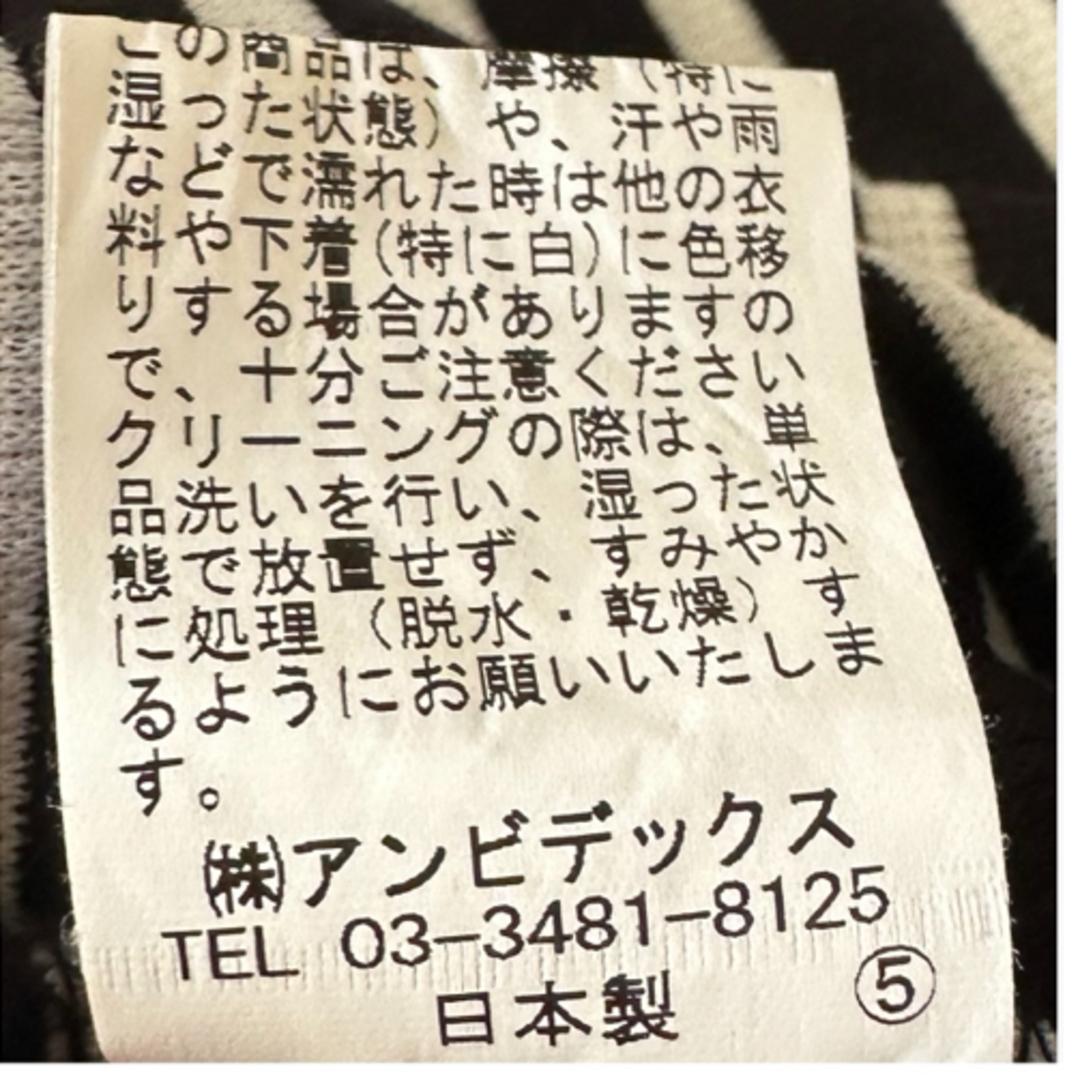 この商品は、摩擦（特に
湿った状態）や、汗や雨
などで濡れた時は他の衣
料や下着（特に白）に色移
りする場合がありますの
で、十分ご注意ください
クリーニングの際は、単
品洗いを行い、湿った状
態で放置せず、すみやか
に処理（脱水・乾燥）す
るようにお願いいたしま
す。
㈱アンビデックス
TEL 03-3481-8125
日本製 ⑤